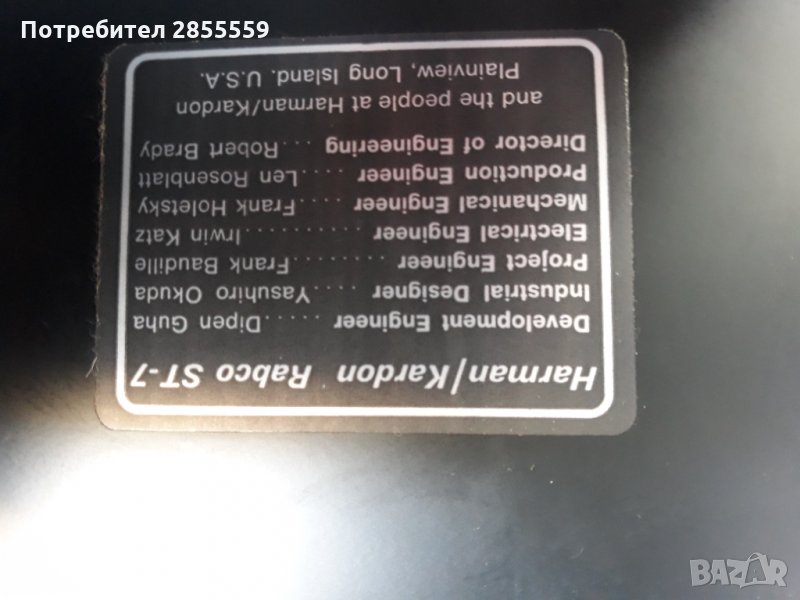 Потребител 2855559
Harman/Kardon Rabco ST-7
Development Engineer ......Dipen Guha
Industrial Designer .....Yasuhiro Okuda
Project Engineer .........Frank Baudille
Electrical Engineer ............Irwin Katz
Mechanical Engineer .....Frank Holetsky
Production Engineer .....Len Rosenblatt
Director of Engineering ....Robert Brady
and the people at Harman/Kardon
Plainview, Long Island. U.S.A.
BAZAR